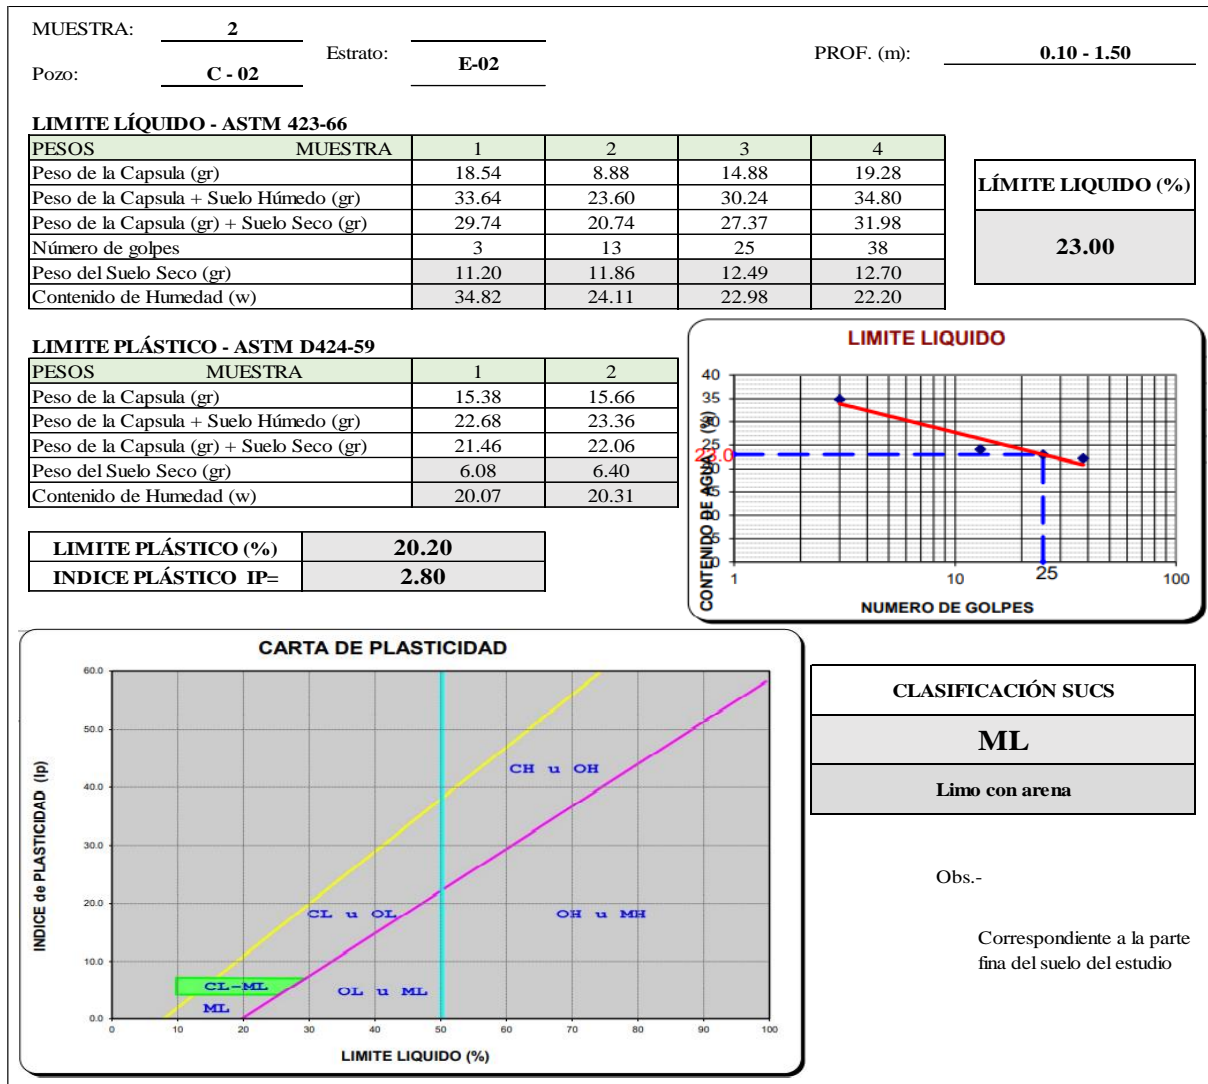 MUESTRA: 2
Estrato: E-02
PROF. (m): 0.10 - 1.50
Pozo: C - 02
LIMITE LÍQUIDO - ASTM 423-66
PESOS MUESTRA 1 2 3 4
Peso de la Capsula (gr) 18.54 8.88 14.88 19.28
Peso de la Capsula + Suelo Húmedo (gr) 33.64 23.60 30.24 34.80
Peso de la Capsula (gr) + Suelo Seco (gr) 29.74 20.74 27.37 31.98
Número de golpes 3 13 25 38
Peso del Suelo Seco (gr) 11.20 11.86 12.49 12.70
Contenido de Humedad (w) 34.82 24.11 22.98 22.20
LÍMITE LIQUIDO (%)
23.00
LIMITE PLÁSTICO - ASTM D424-59
PESOS MUESTRA 1 2
Peso de la Capsula (gr) 15.38 15.66
Peso de la Capsula + Suelo Húmedo (gr) 22.68 23.36
Peso de la Capsula (gr) + Suelo Seco (gr) 21.46 22.06
Peso del Suelo Seco (gr) 6.08 6.40
Contenido de Humedad (w) 20.07 20.31
LIMITE PLÁSTICO (%) 20.20
INDICE PLÁSTICO IP= 2.80
LIMITE LIQUIDO
CONTENIDO DE AGUA (%)
40
35
30
25
23.0
20
15
10
5
0
1 10 25 100
NUMERO DE GOLPES
CARTA DE PLASTICIDAD
INDICE de PLASTICIDAD (Ip)
60.0
50.0
40.0
30.0
20.0
10.0
0.0
CH u OH
CL u OL
OH u MH
CL-ML
OL u ML
ML
0 10 20 30 40 50 60 70 80 90 100
LIMITE LIQUIDO (%)
CLASIFICACIÓN SUCS
ML
Limo con arena
Obs.-
Correspondiente a la parte
fina del suelo del estudio